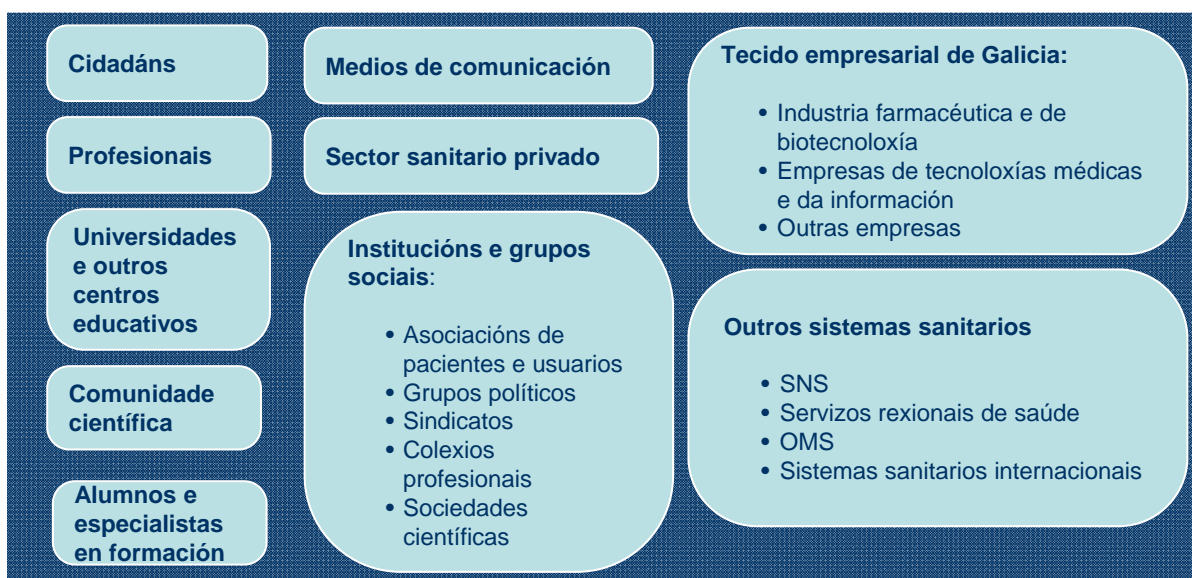 Cidadáns
Profesionais
Universidades
e outros
centros
educativos
Comunidade
científica
Alumnos e
especialistas
en formación
Medios de comunicación
Sector sanitario privado
Institucións e grupos
sociais:
• Asociacións de
pacientes e usuarios
• Grupos políticos
• Sindicatos
• Colexios
profesionais
• Sociedades
científicas
Tecido empresarial de Galicia:
• Industria farmacéutica e de
biotecnoloxía
• Empresas de tecnoloxías médicas
e da información
• Outras empresas
Outros sistemas sanitarios
• SNS
• Servizos rexionais de saúde
• OMS
• Sistemas sanitarios internacionais